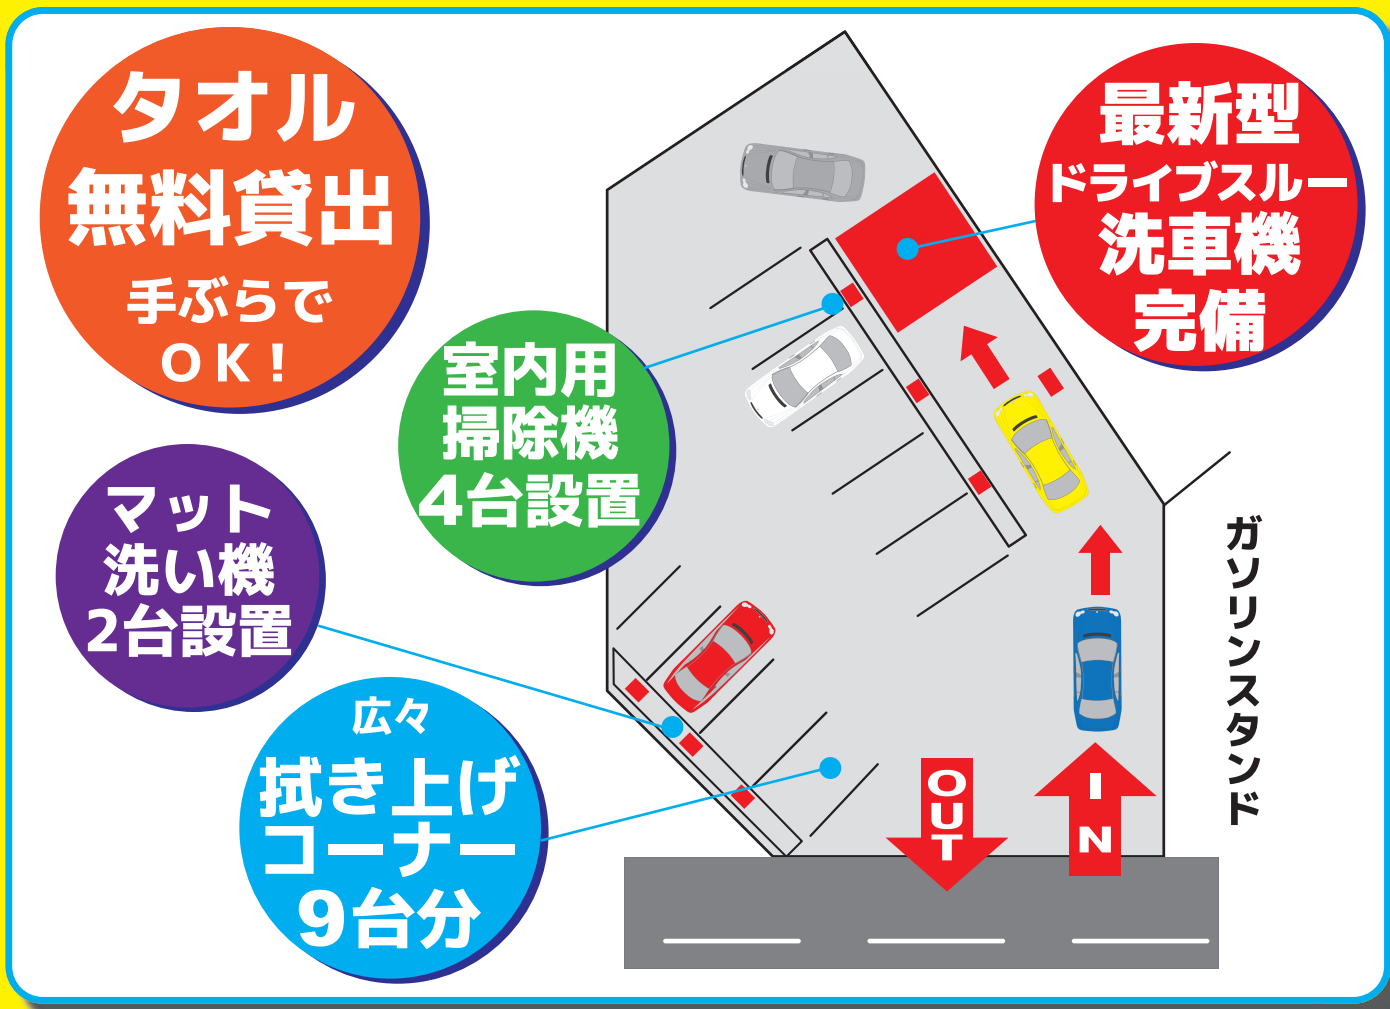 タオル
無料貸出
手ぶらで
OK!
最新型
ドライブスルー
洗車機
完備
室内用
掃除機
4台設置
マット
洗い機
2台設置
広々
拭き上げ
コーナー
9台分
ガソリンスタンド
OUT
IN